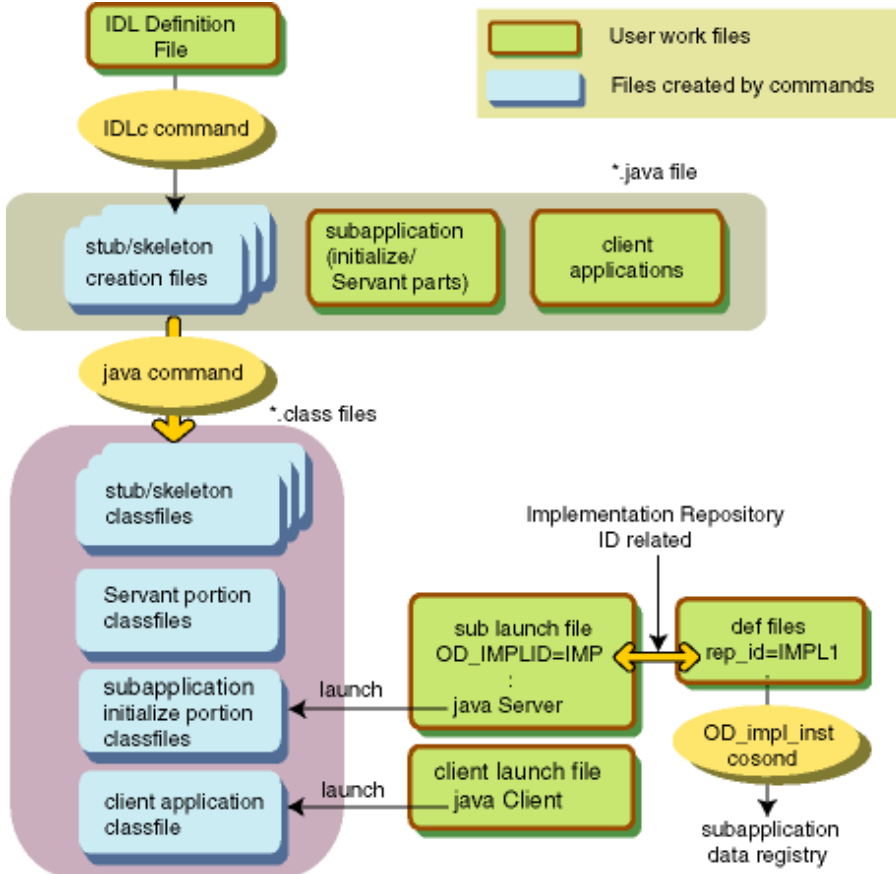 IDL Definition
File
User work files
Files created by commands
IDLc command
*.java file
stub/skeleton
creation files
subapplication
(initialize/
Servant parts)
client
applications
java command
*.class files
stub/skeleton
classfiles
Implementation Repository
ID related
Servant portion
classfiles
sub launch file
OD_IMPLID=IMP
:
java Server
def files
rep_id=IMPL1
subapplication
initialize portion
classfiles
launch
OD_impl_inst
cosond
client launch file
java Client
client application
classfile
launch
subapplication
data registry